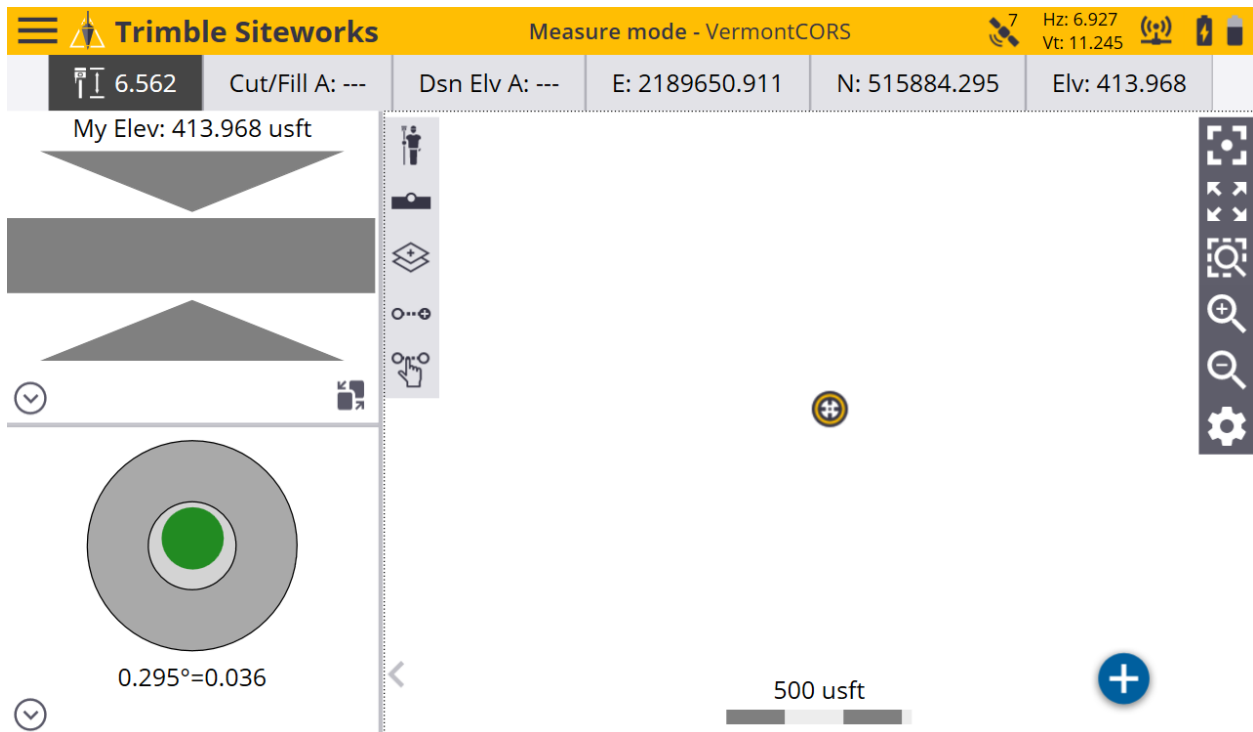 Trimble Siteworks
Measure mode - VermontCORS
7
Hz: 6.927
Vt: 11.245
6.562
Cut/Fill A: ---
Dsn Elv A: ---
E: 2189650.911
N: 515884.295
Elv: 413.968
My Elev: 413.968 usft
0.295°=0.036
500 usft